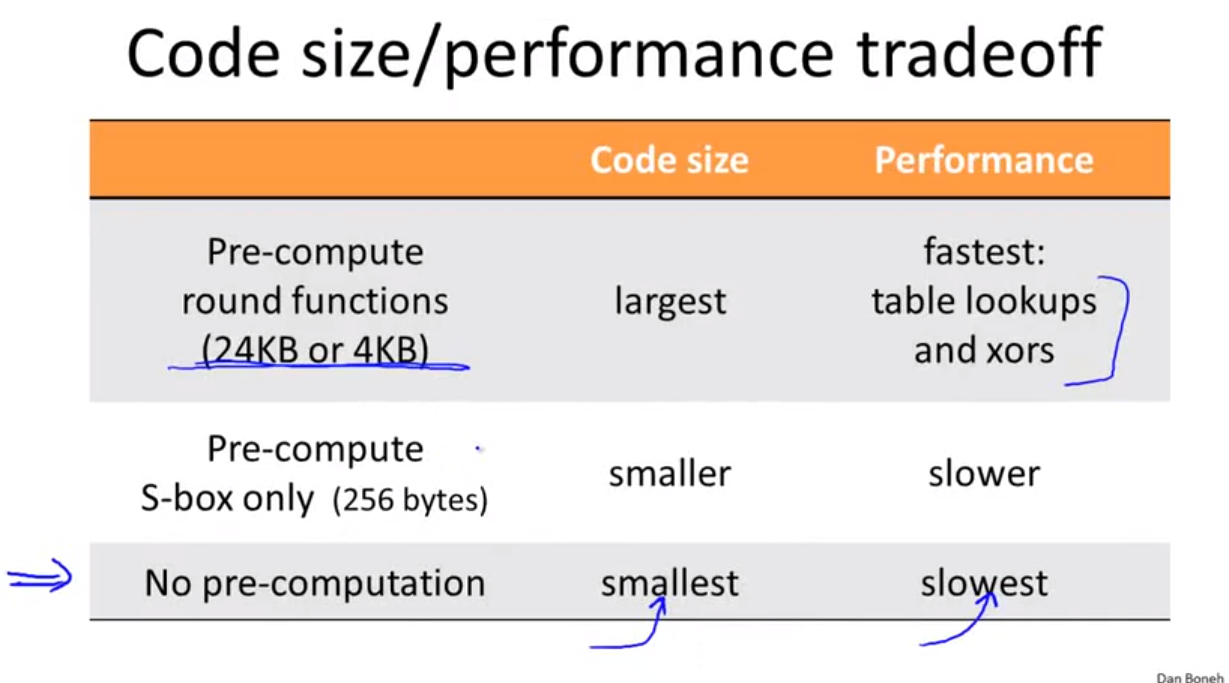 Code size/performance tradeoff
Code size Performance
Pre-compute
round functions
(24KB or 4KB)
largest
fastest:
table lookups
and xors
Pre-compute
S-box only (256 bytes)
smaller
slower
No pre-computation smallest slowest
Dan Boneh